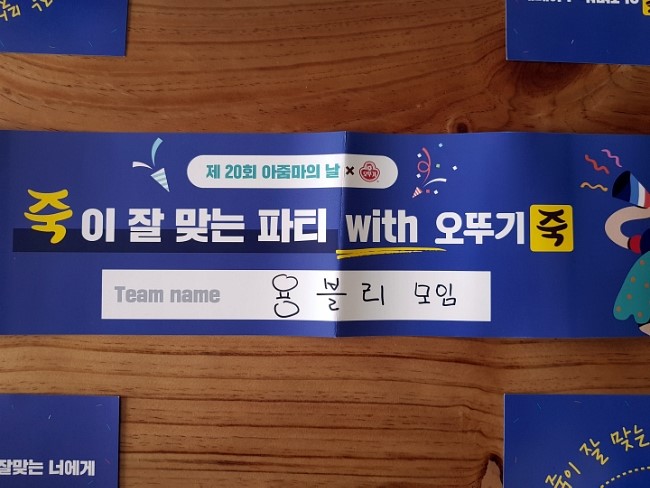 제 20회 아줌마의 날 ×
죽이 잘 맞는 파티 with 오뚜기 죽
Team name 용블리 모임
잘맞는 너에게
죽이 잘 맞는